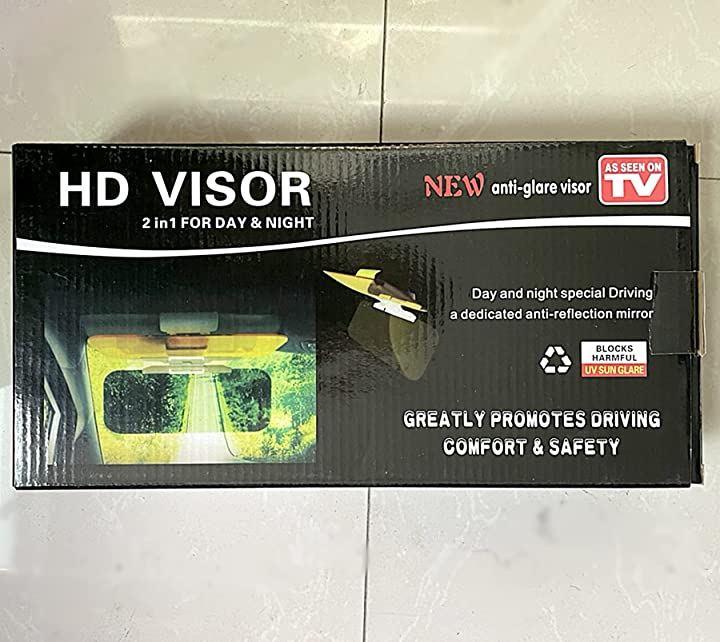 HD VISOR
2 in1 FOR DAY & NIGHT
NEW anti-glare visor
AS SEEN ON
TV
Day and night special Driving
a dedicated anti-reflection mirror
BLOCKS
HARMFUL
UV SUN GLARE
GREATLY PROMOTES DRIVING
COMFORT & SAFETY